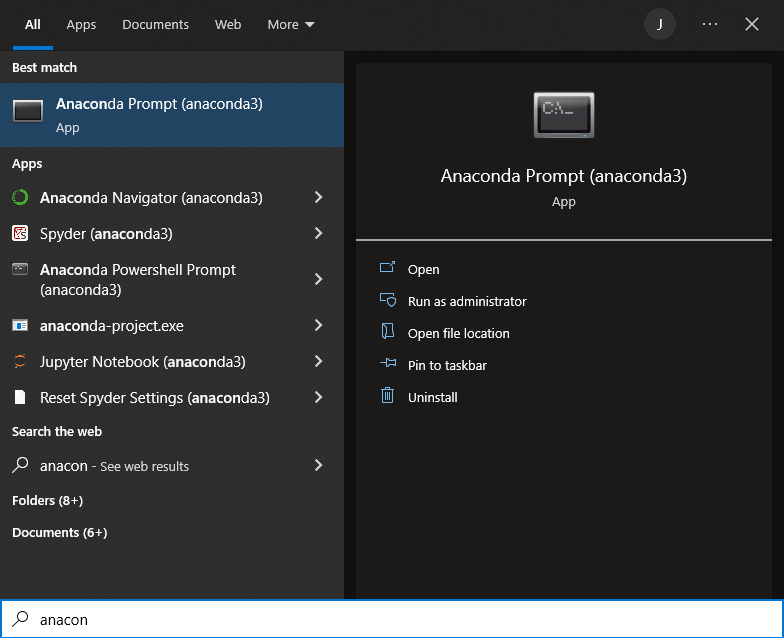 All Apps Documents Web More J ...
Best match
Anaconda Prompt (anaconda3)
App
Apps
Anaconda Navigator (anaconda3)
Spyder (anaconda3)
Anaconda Powershell Prompt
(anaconda3)
anaconda-project.exe
Jupyter Notebook (anaconda3)
Reset Spyder Settings (anaconda3)
Search the web
anacon - See web results
Folders (8+)
Documents (6+)
C:\_
Anaconda Prompt (anaconda3)
App
Open
Run as administrator
Open file location
Pin to taskbar
Uninstall
anacon